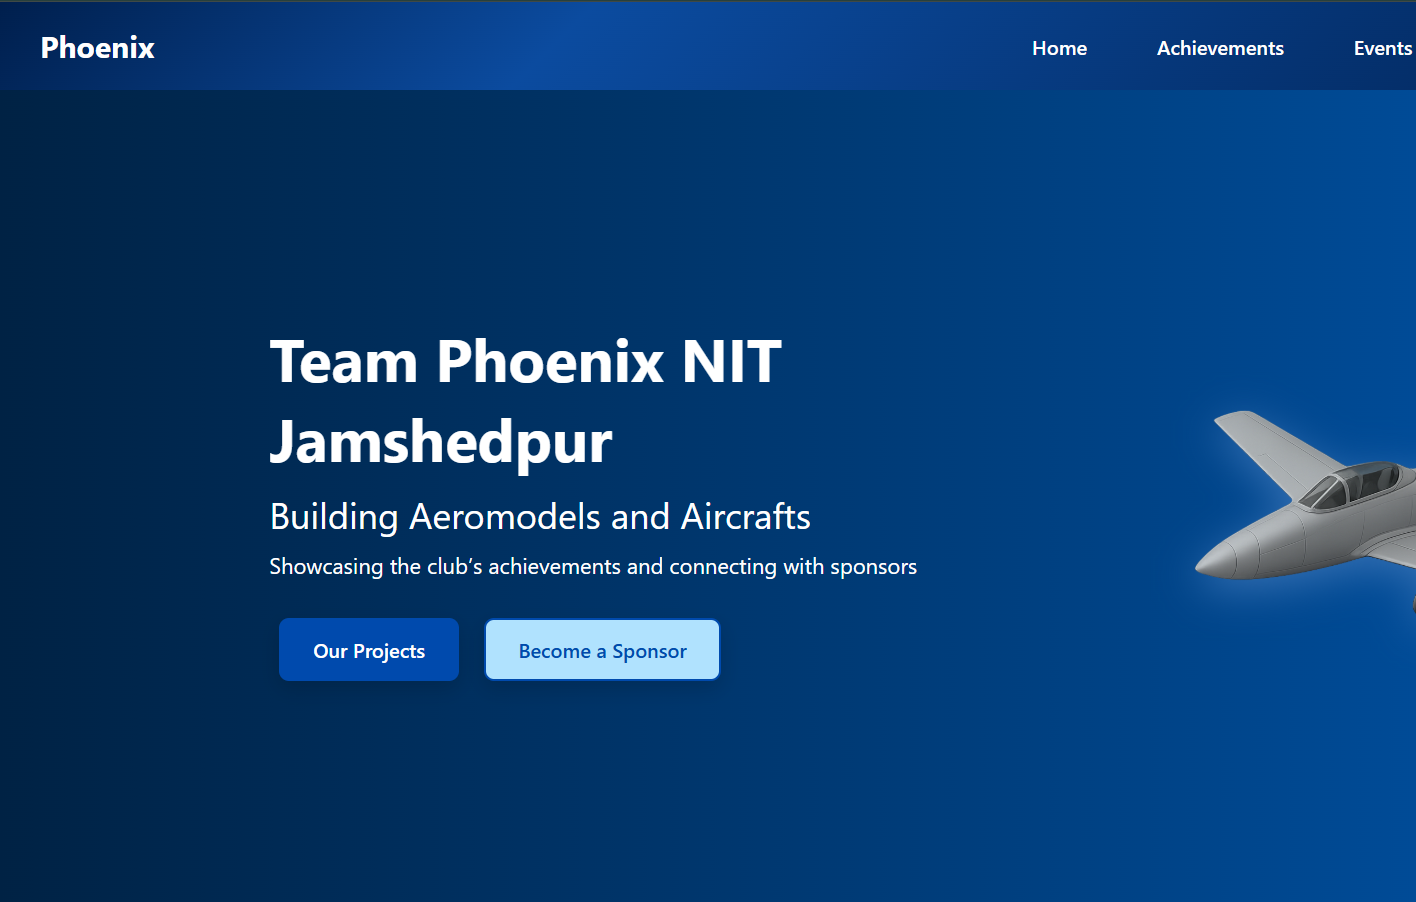 Phoenix
Home
Achievements
Events
Team Phoenix NIT
Jamshedpur
Building Aeromodels and Aircrafts
Showcasing the club’s achievements and connecting with sponsors
Our Projects
Become a Sponsor